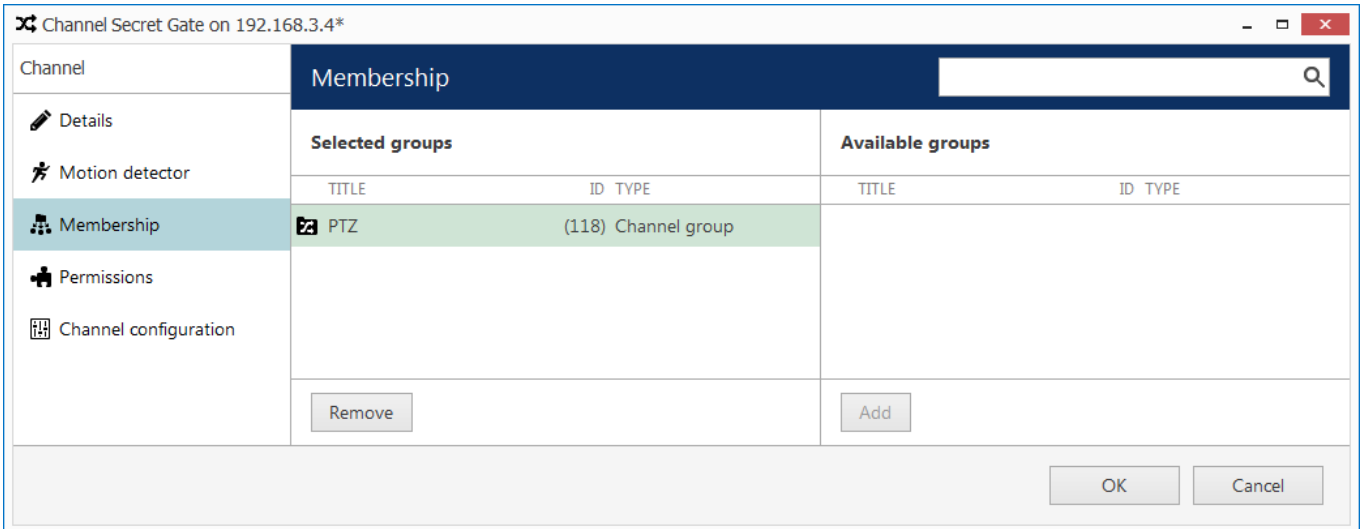 Channel Secret Gate on 192.168.3.4*
Channel
Details
Motion detector
Membership
Permissions
Channel configuration
Membership
Selected groups
TITLE ID TYPE
PTZ (118) Channel group
Remove
Available groups
TITLE ID TYPE
Add
OK Cancel